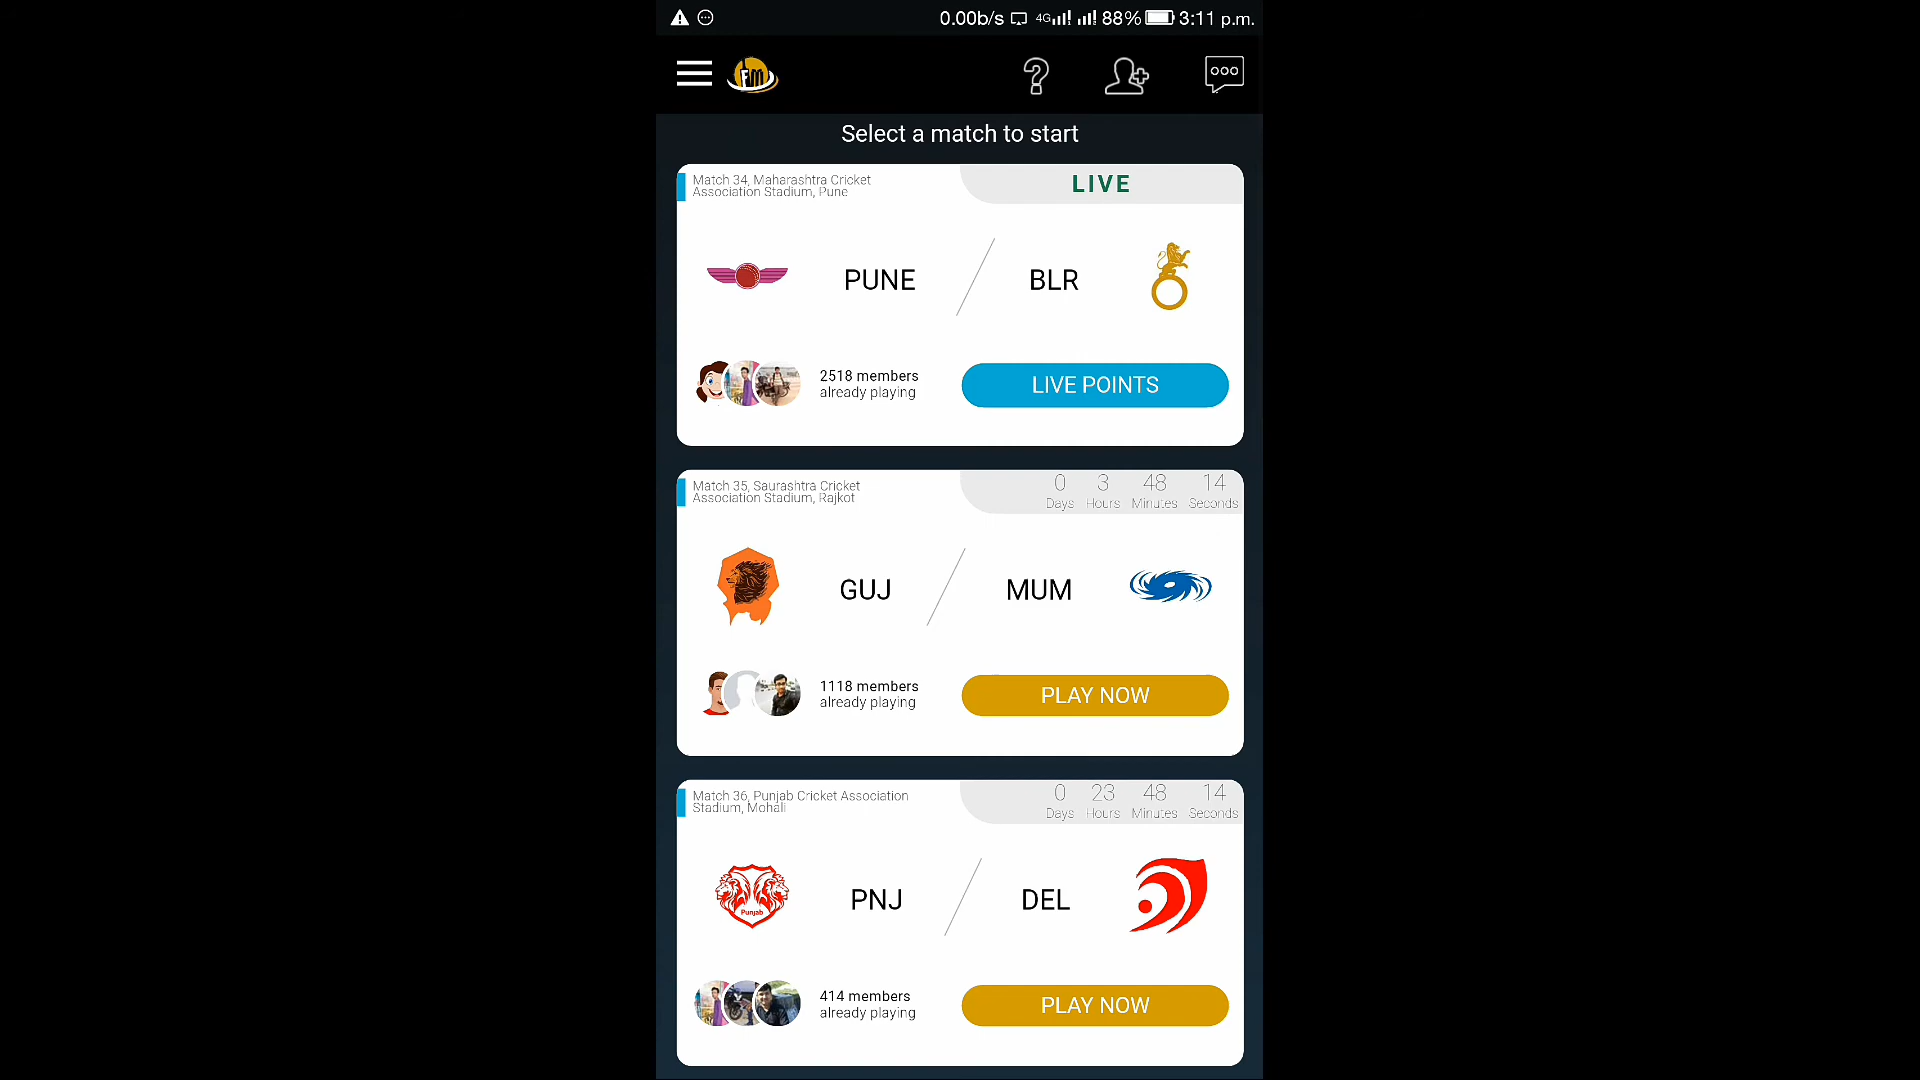 0.00b/s 4G 88% 3:11 p.m.
FM
Select a match to start
Match 34, Maharashtra Cricket
Association Stadium, Pune
LIVE
PUNE
BLR
2518 members
already playing
LIVE POINTS
Match 35, Saurashtra Cricket
Association Stadium, Rajkot
0 3 48 14
Days Hours Minutes Seconds
GUJ
MUM
1118 members
already playing
PLAY NOW
Match 36, Punjab Cricket Association
Stadium, Mohali
0 23 48 14
Days Hours Minutes Seconds
Punjab
PNJ
DEL
414 members
already playing
PLAY NOW